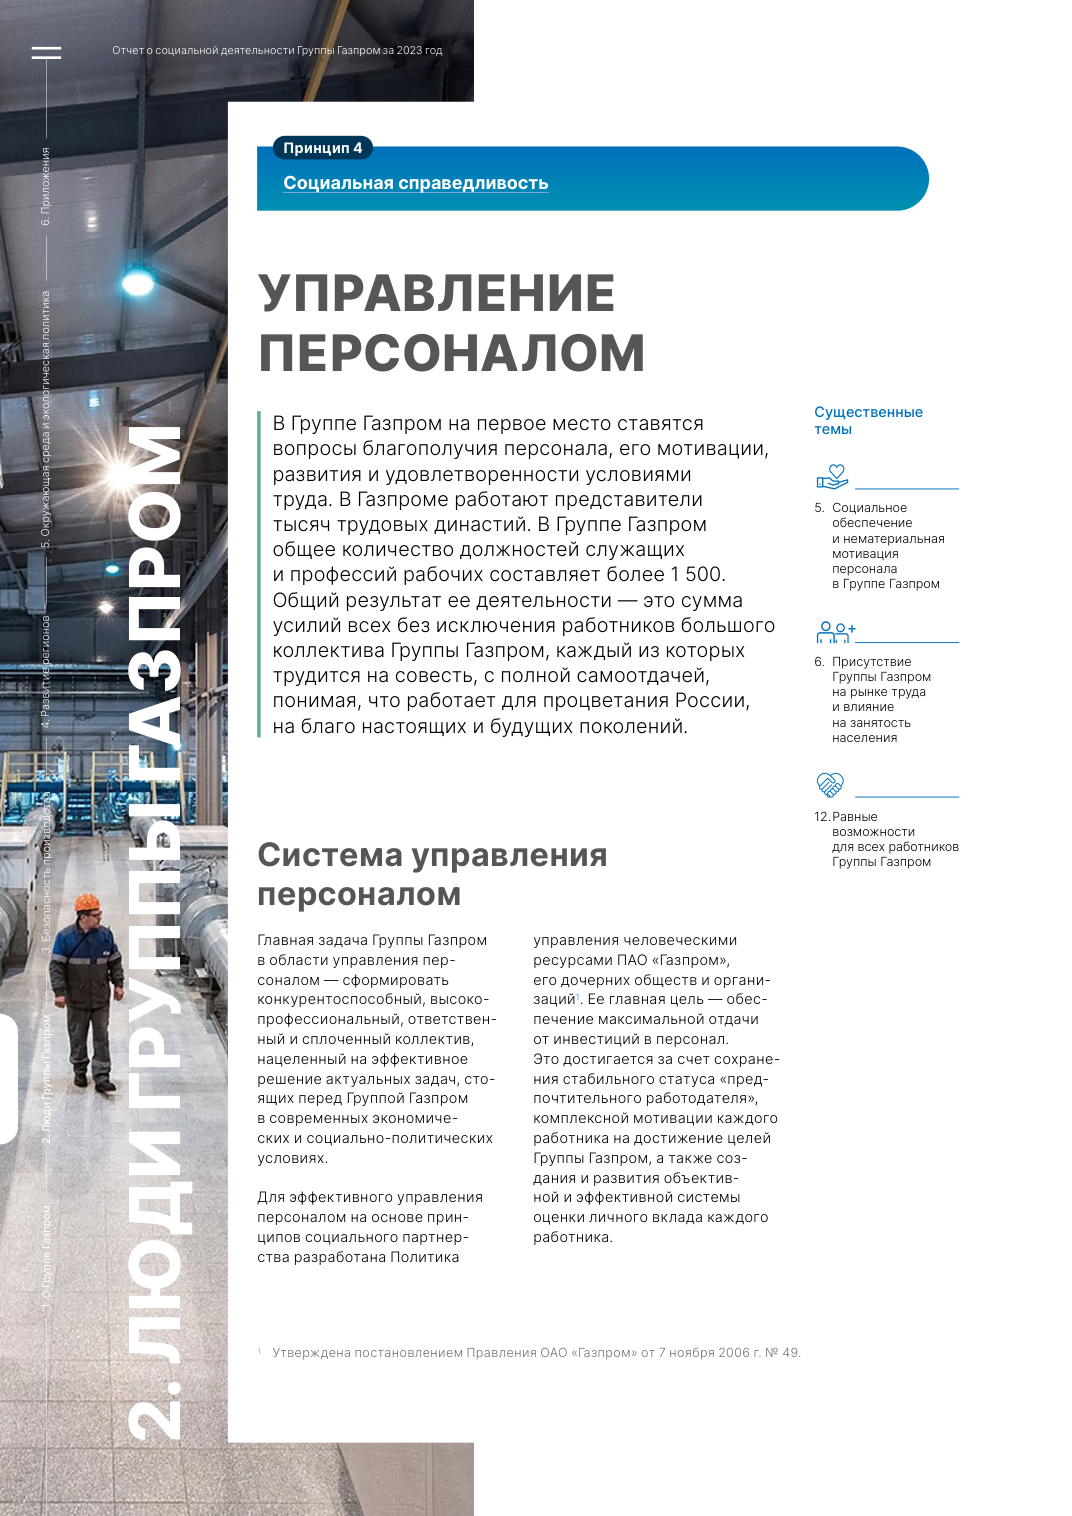 Отчет о социальной деятельности Группы Газпром за 2023 год
6. Приложения
5. Окружающая среда и экологическая политика
4. Развитие регионов
3. Безопасность производства
2. Люди Группы Газпром
1. О Группе Газпром
2. ЛЮДИ ГРУППЫ ГАЗПРОМ
Принцип 4
Социальная справедливость
УПРАВЛЕНИЕ
ПЕРСОНАЛОМ
В Группе Газпром на первое место ставятся
вопросы благополучия персонала, его мотивации,
развития и удовлетворенности условиями
труда. В Газпроме работают представители
тысяч трудовых династий. В Группе Газпром
общее количество должностей служащих
и профессий рабочих составляет более 1 500.
Общий результат ее деятельности — это сумма
усилий всех без исключения работников большого
коллектива Группы Газпром, каждый из которых
трудится на совесть, с полной самоотдачей,
понимая, что работает для процветания России,
на благо настоящих и будущих поколений.
Существенные
темы
5. Социальное
обеспечение
и нематериальная
мотивация
персонала
в Группе Газпром
6. Присутствие
Группы Газпром
на рынке труда
и влияние
на занятость
населения
12. Равные
возможности
для всех работников
Группы Газпром
Система управления
персоналом
Главная задача Группы Газпром
в области управления пер-
соналом — сформировать
конкурентоспособный, высоко-
профессиональный, ответствен-
ный и сплоченный коллектив,
нацеленный на эффективное
решение актуальных задач, сто-
ящих перед Группой Газпром
в современных экономиче-
ских и социально-политических
условиях.
Для эффективного управления
персоналом на основе прин-
ципов социального партнер-
ства разработана Политика
управления человеческими
ресурсами ПАО «Газпром»,
его дочерних обществ и органи-
заций¹. Ее главная цель — обес-
печение максимальной отдачи
от инвестиций в персонал.
Это достигается за счет сохране-
ния стабильного статуса «пред-
почтительного работодателя»,
комплексной мотивации каждого
работника на достижение целей
Группы Газпром, а также соз-
дания и развития объектив-
ной и эффективной системы
оценки личного вклада каждого
работника.
¹ Утверждена постановлением Правления ОАО «Газпром» от 7 ноября 2006 г. № 49.